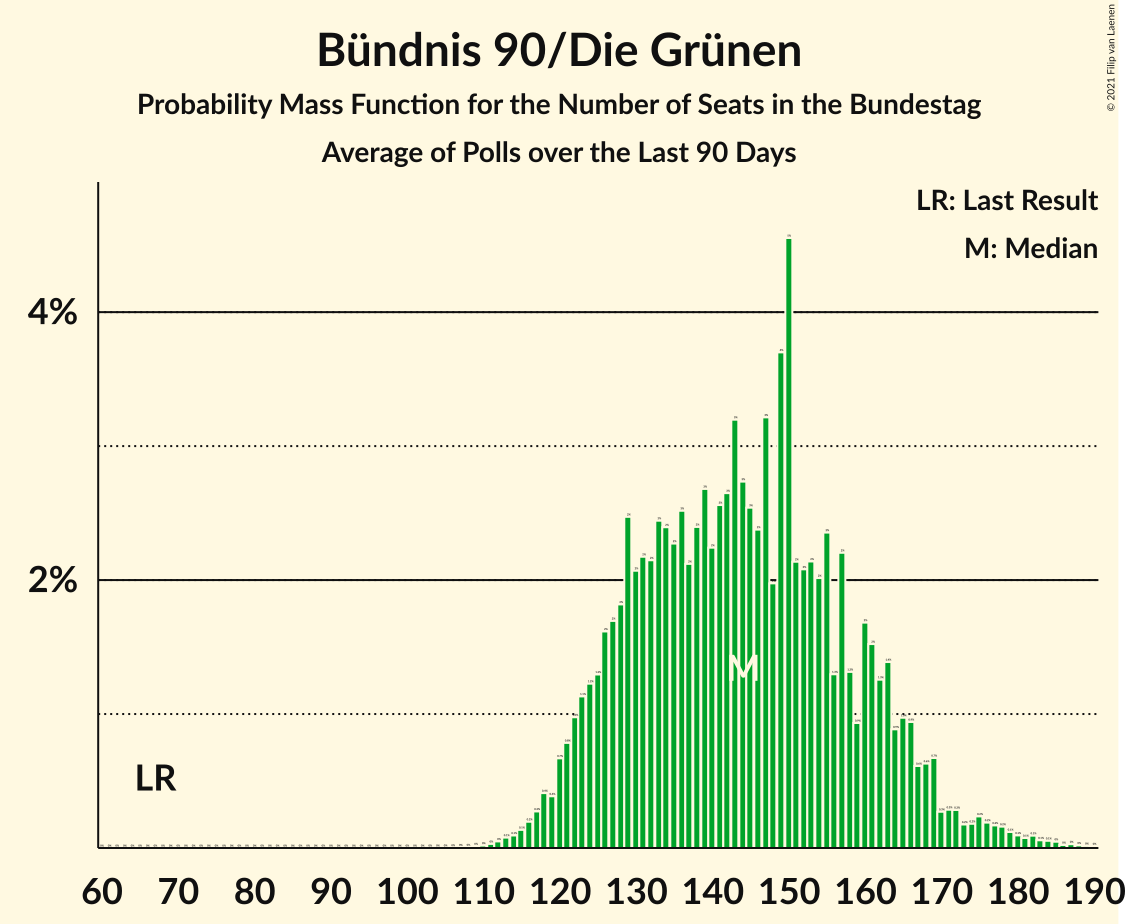 Bündnis 90/Die Grünen
Probability Mass Function for the Number of Seats in the Bundestag
Average of Polls over the Last 90 Days
© 2021 Filip van Laenen
LR: Last Result
M: Median
4%
2%
M
LR
60 70 80 90 100 110 120 130 140 150 160 170 180 190